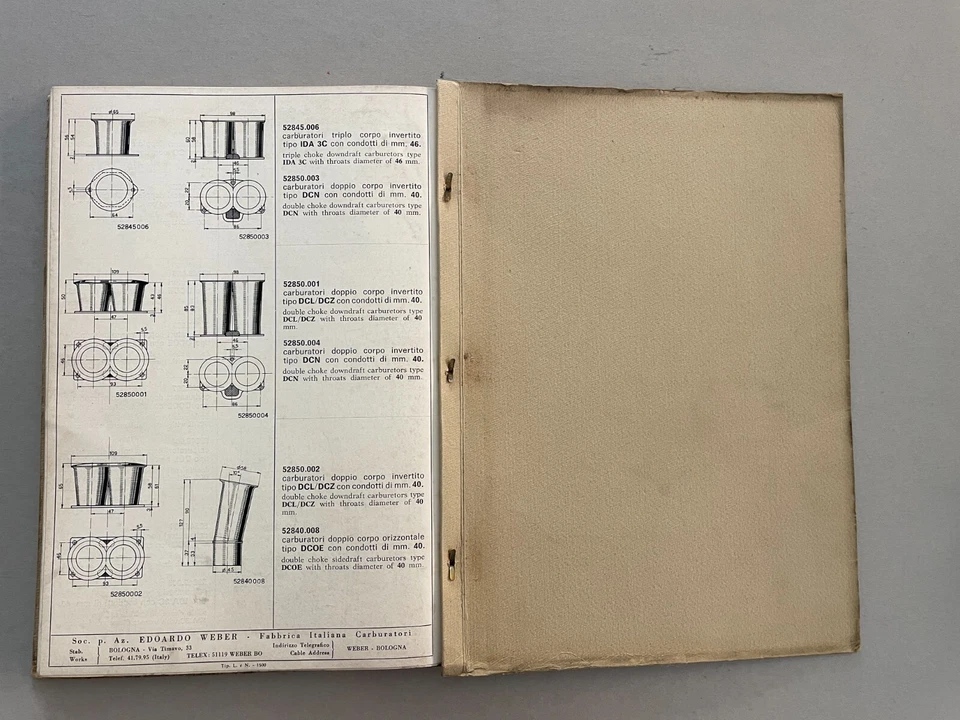 52845.006
carburatori triplo corpo invertito
tipo IDA 3C con condotti di mm. 46.
triple choke downdraft carburetors type
IDA 3C with throats diameter of 46 mm.
52850.003
carburatori doppio corpo invertito
tipo DCN con condotti di mm. 40.
double choke downdraft carburetors type
DCN with throats diameter of 40 mm.
52845006
52850003
52850.001
carburatori doppio corpo invertito
tipo DCL/DCZ con condotti di mm. 40.
double choke downdraft carburetors type
DCL/DCZ with throats diameter of 40
mm.
52850.004
carburatori doppio corpo invertito
tipo DCN con condotti di mm. 40.
double choke downdraft carburetors type
DCN with throats diameter of 40 mm.
52850001
52850004
52850.002
carburatori doppio corpo invertito
tipo DCL/DCZ con condotti di mm. 40.
double choke downdraft carburetors type
DCL/DCZ with throats diameter of 40
mm.
52840.008
carburatori doppio corpo orizzontale
tipo DCOE con condotti di mm. 40.
double choke sidedraft carburetors type
DCOE with throats diameter of 40 mm.
52850002
52840008
Soc. p. Az. EDOARDO WEBER - Fabbrica Italiana Carburatori
Stab. Works
BOLOGNA - Via Timavo, 33
Telef. 41.79.95 (Italy)
TELEX: 51119 WEBER BO
Indirizzo Telegrafico
Cable Address
WEBER - BOLOGNA